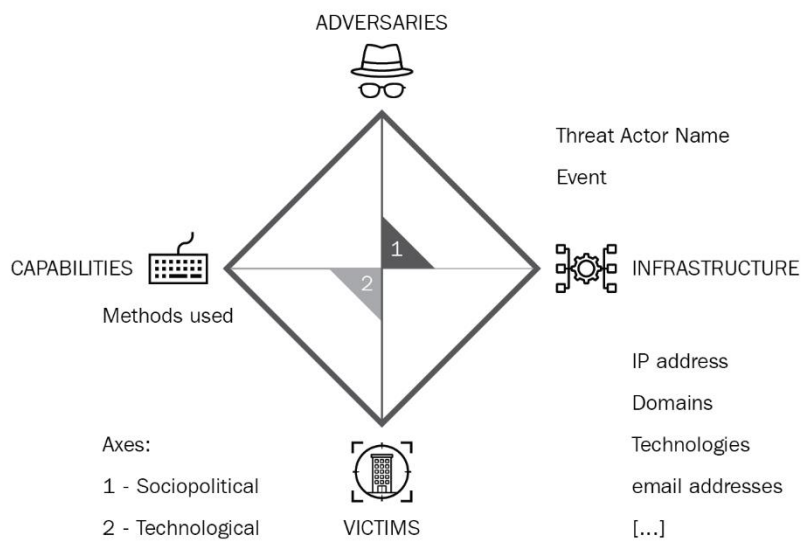 ADVERSARIES
Threat Actor Name
Event
1
CAPABILITIES
INFRASTRUCTURE
2
Methods used
IP address
Domains
Technologies
email addresses
[...]
Axes:
1 - Sociopolitical
2 - Technological
VICTIMS